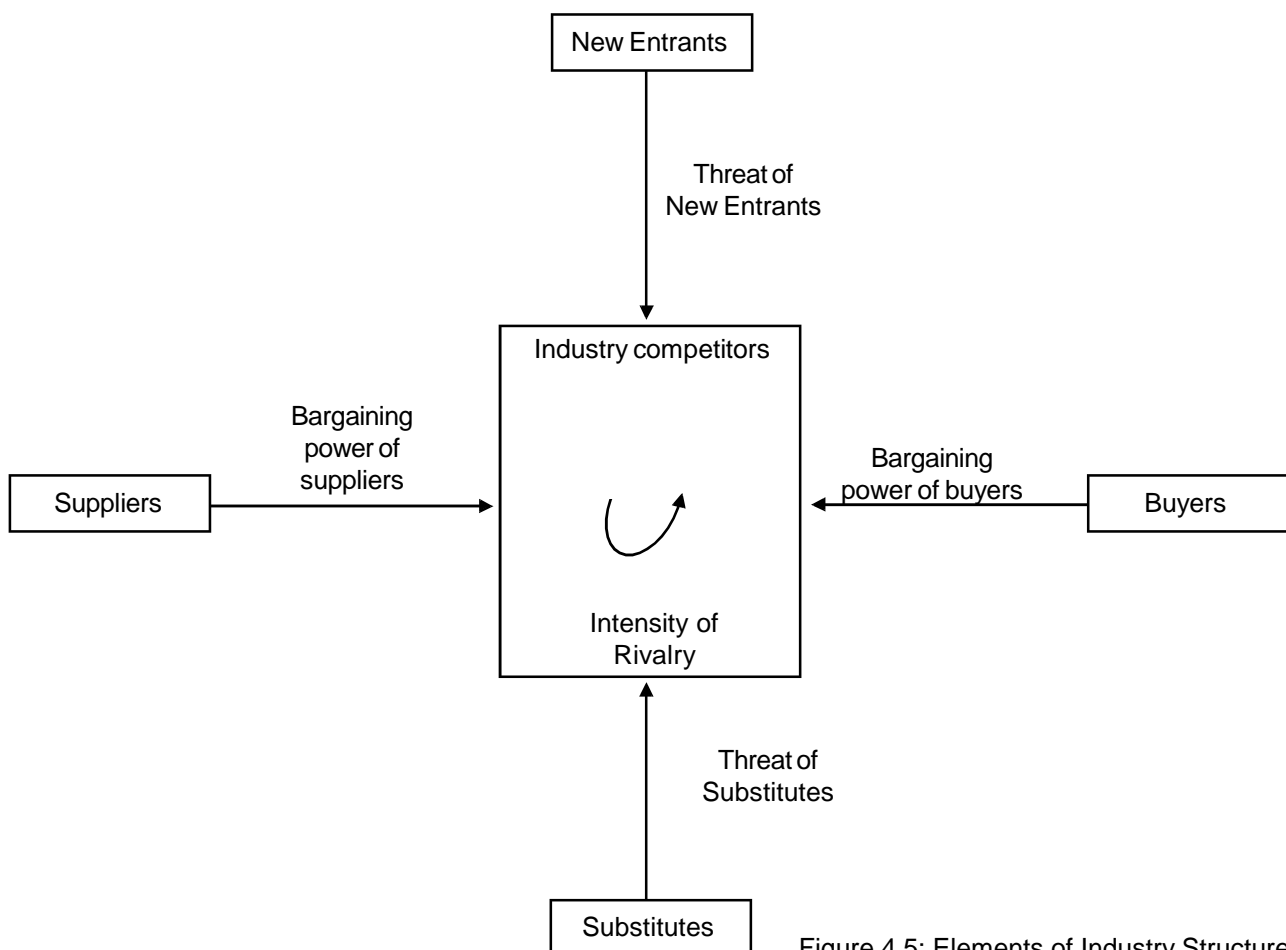 New Entrants
Threat of
New Entrants
Industry competitors
Bargaining
power of
suppliers
Suppliers
Bargaining
power of buyers
Buyers
Intensity of
Rivalry
Threat of
Substitutes
Substitutes
Figure 4.5: Elements of Industry Structure